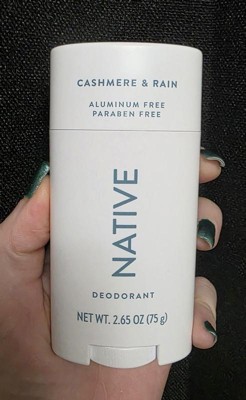 CASHMERE & RAIN
ALUMINUM FREE
PARABEN FREE
NATIVE
DEODORANT
NET WT. 2.65 OZ (75 g)